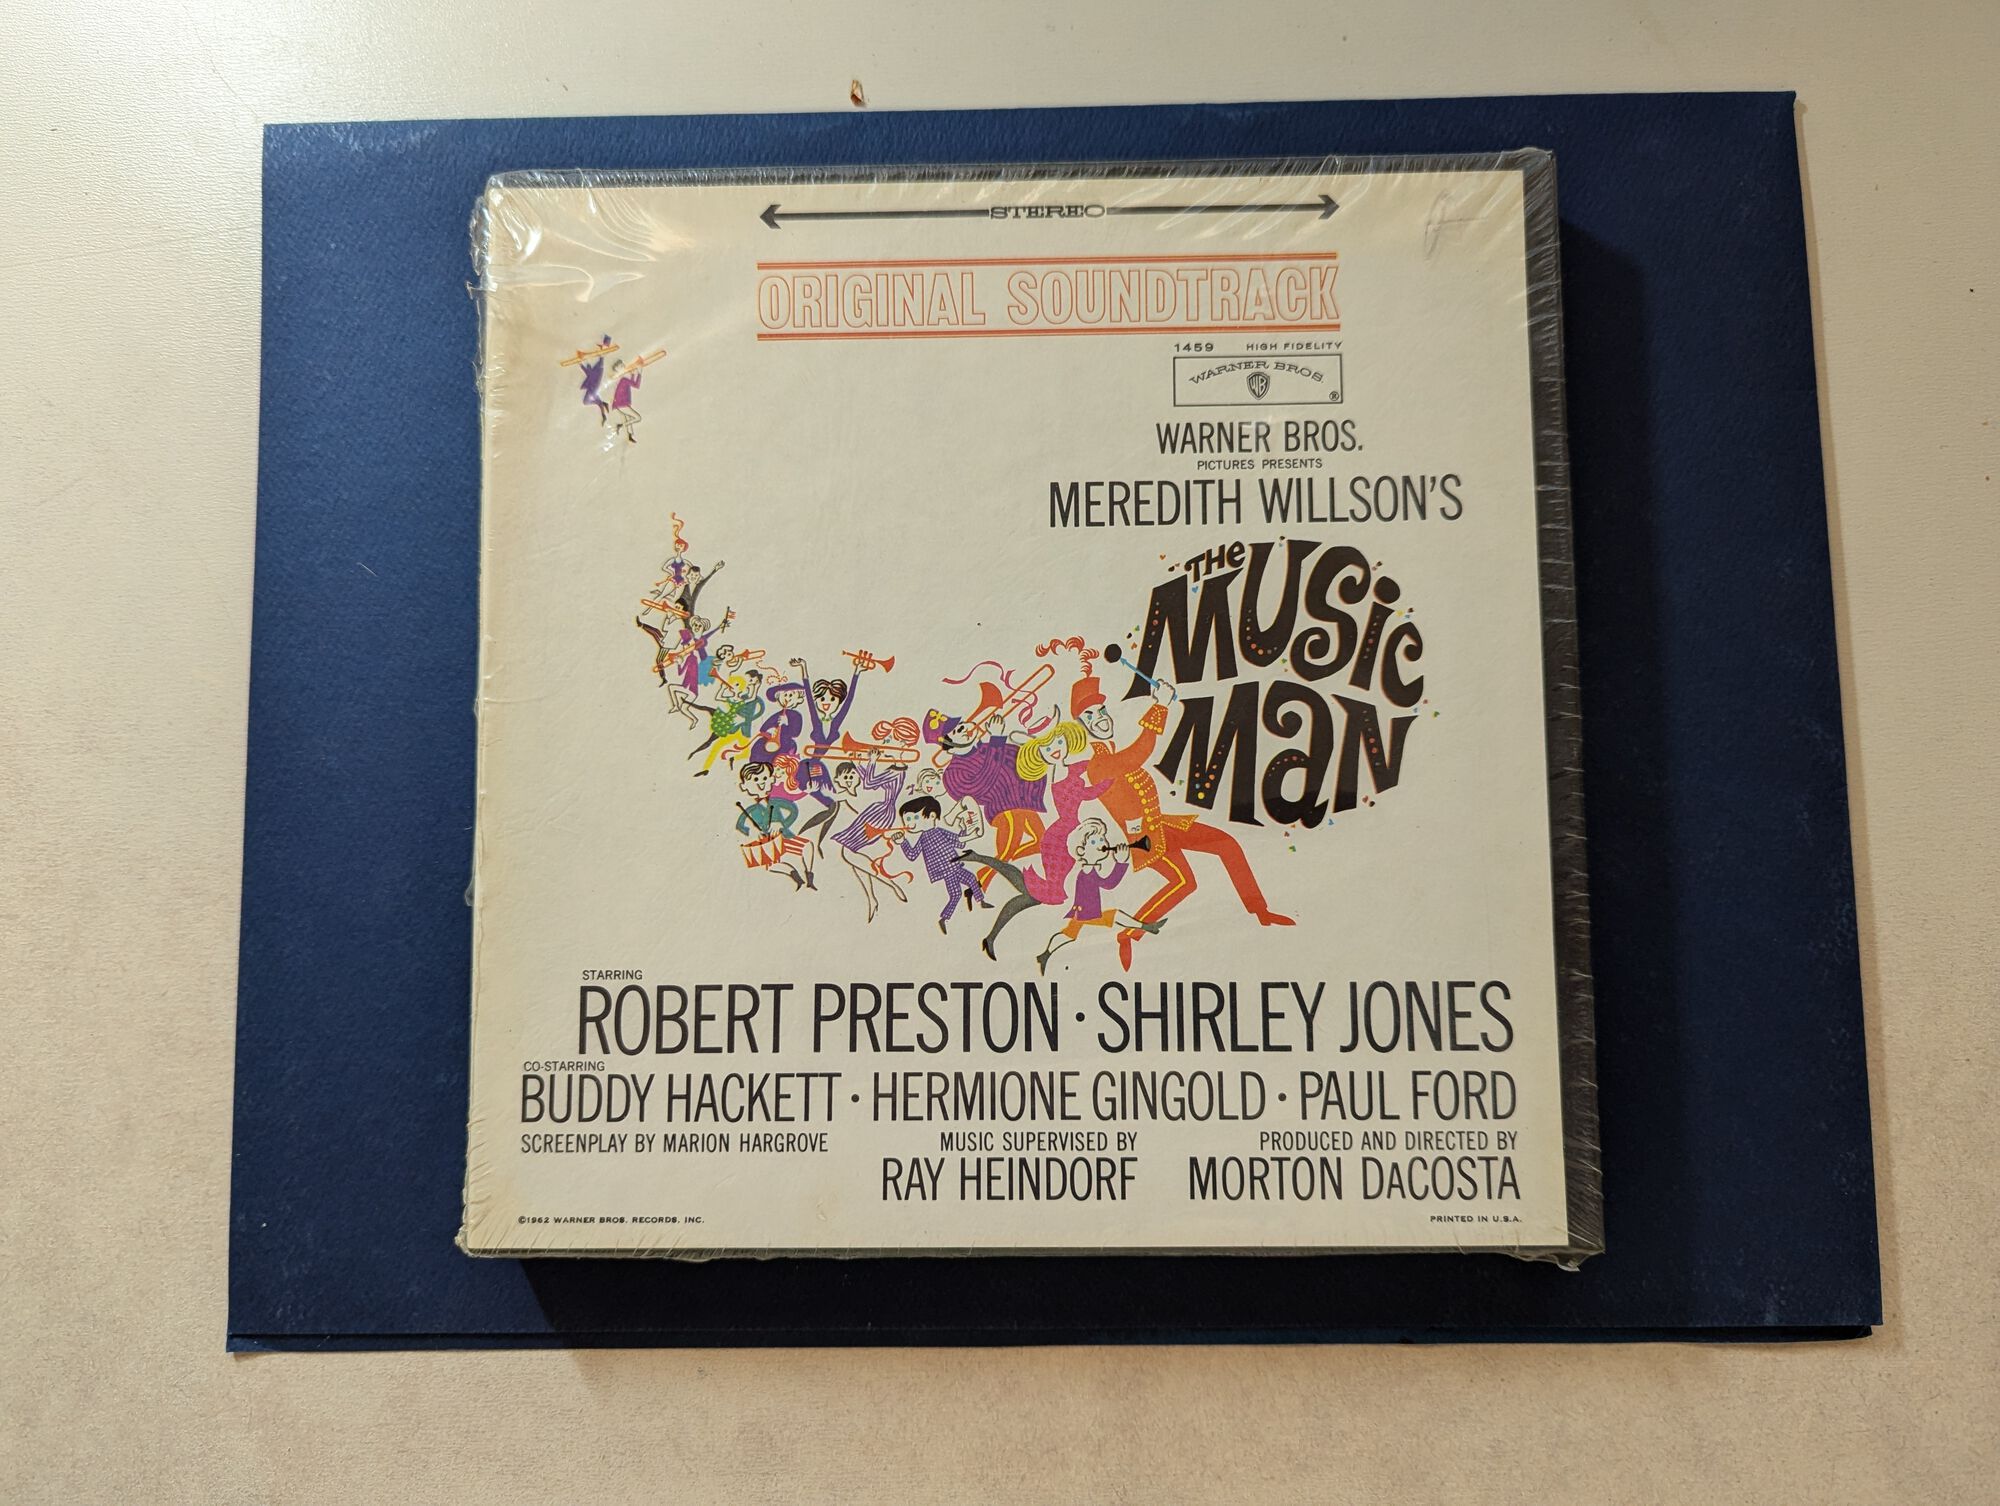 STEREO
ORIGINAL SOUNDTRACK
1459 HIGH FIDELITY
WARNER BROS.
WB
®
WARNER BROS.
PICTURES PRESENTS
MEREDITH WILLSON'S
THe
MUSic
MaN
STARRING
ROBERT PRESTON · SHIRLEY JONES
CO-STARRING
BUDDY HACKETT · HERMIONE GINGOLD · PAUL FORD
SCREENPLAY BY MARION HARGROVE MUSIC SUPERVISED BY PRODUCED AND DIRECTED BY
RAY HEINDORF MORTON DACOSTA
©1962 WARNER BROS. RECORDS, INC. PRINTED IN U.S.A.